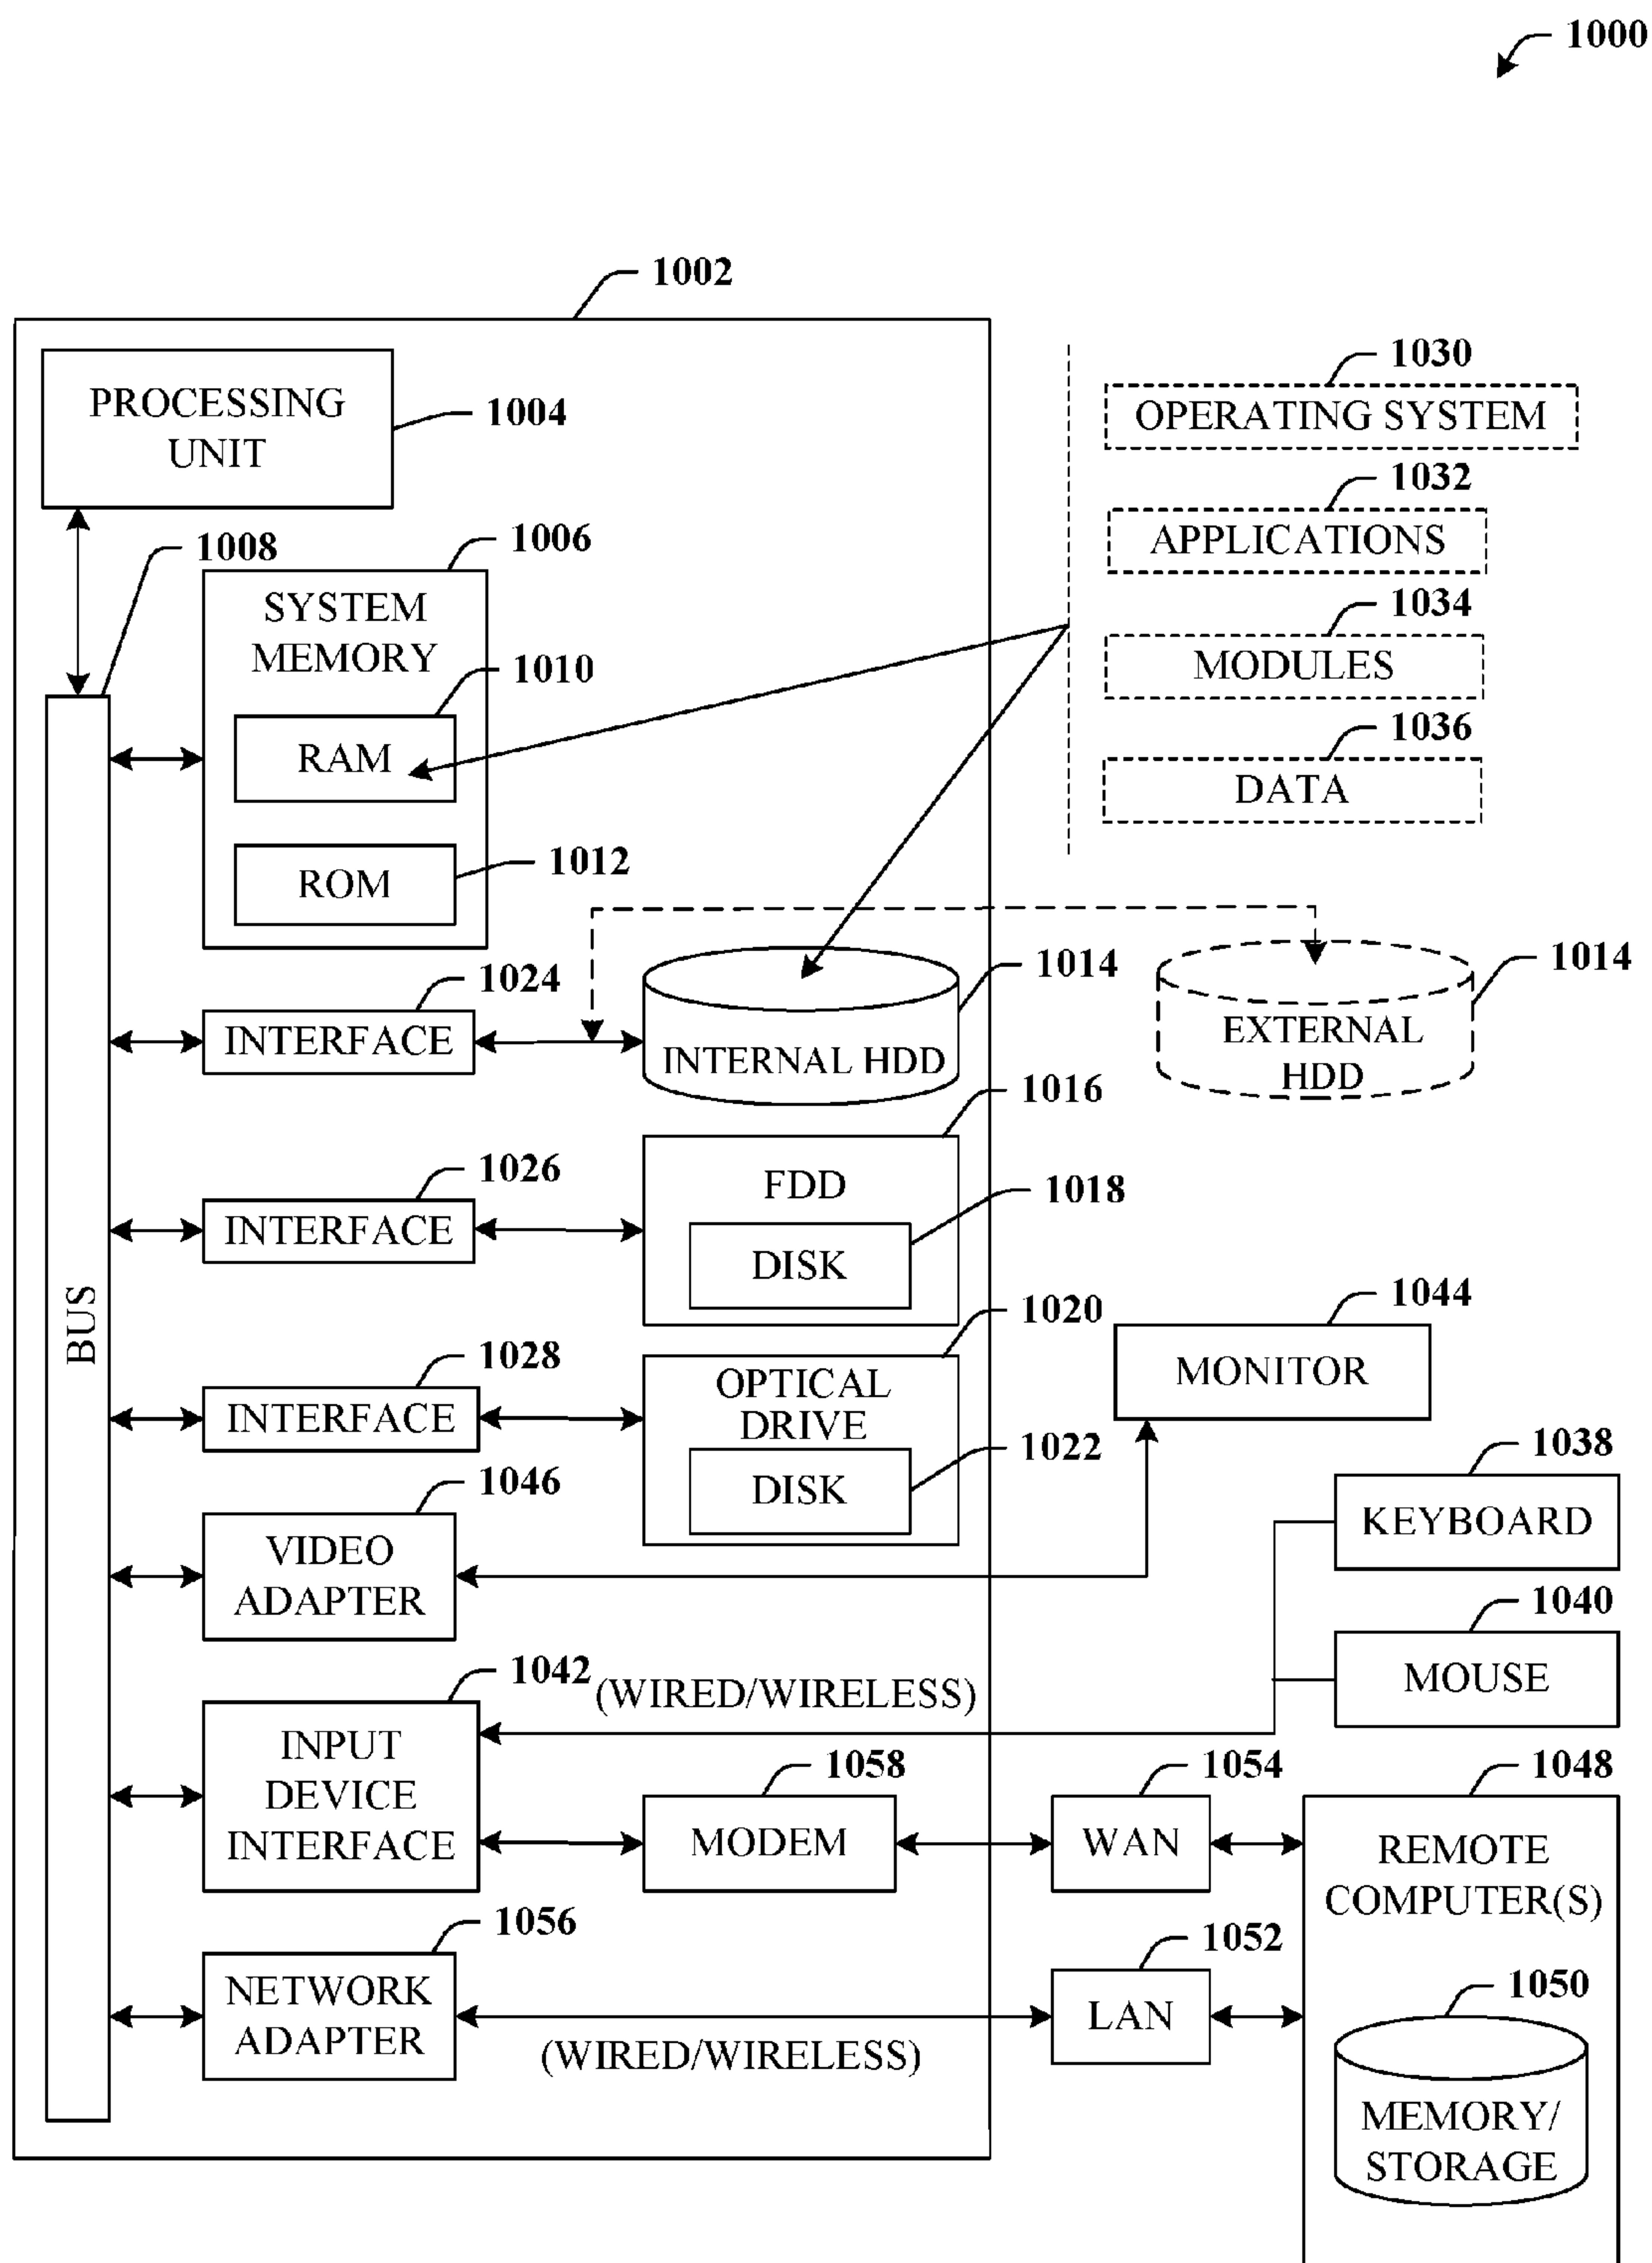 1000
1002
PROCESSING
UNIT
1004
1030
OPERATING SYSTEM
1032
APPLICATIONS
1034
MODULES
1036
DATA
1008
1006
SYSTEM
MEMORY
1010
RAM
1012
ROM
1024
INTERFACE
1014
INTERNAL HDD
1014
EXTERNAL
HDD
1026
INTERFACE
1016
FDD
1018
DISK
BUS
1028
INTERFACE
1020
OPTICAL
DRIVE
1022
DISK
1044
MONITOR
1046
VIDEO
ADAPTER
1038
KEYBOARD
1040
MOUSE
1042
(WIRED/WIRELESS)
INPUT
DEVICE
INTERFACE
1058
MODEM
1054
WAN
1048
REMOTE
COMPUTER(S)
1056
NETWORK
ADAPTER
(WIRED/WIRELESS)
1052
LAN
1050
MEMORY/
STORAGE